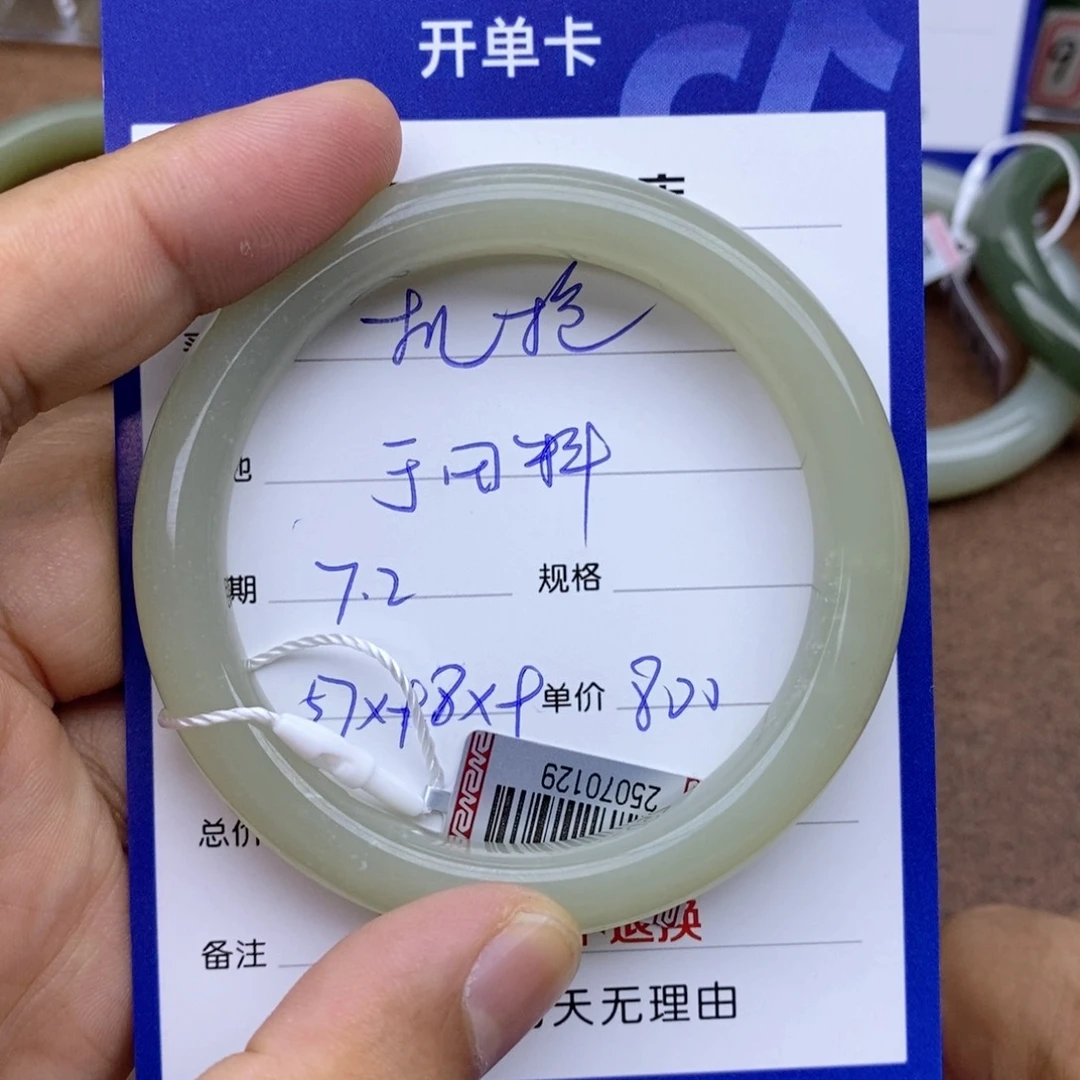 开单卡
机抢
于田料
期 7.2 规格
单价 800
25070129
总价
备注
退换
天无理由